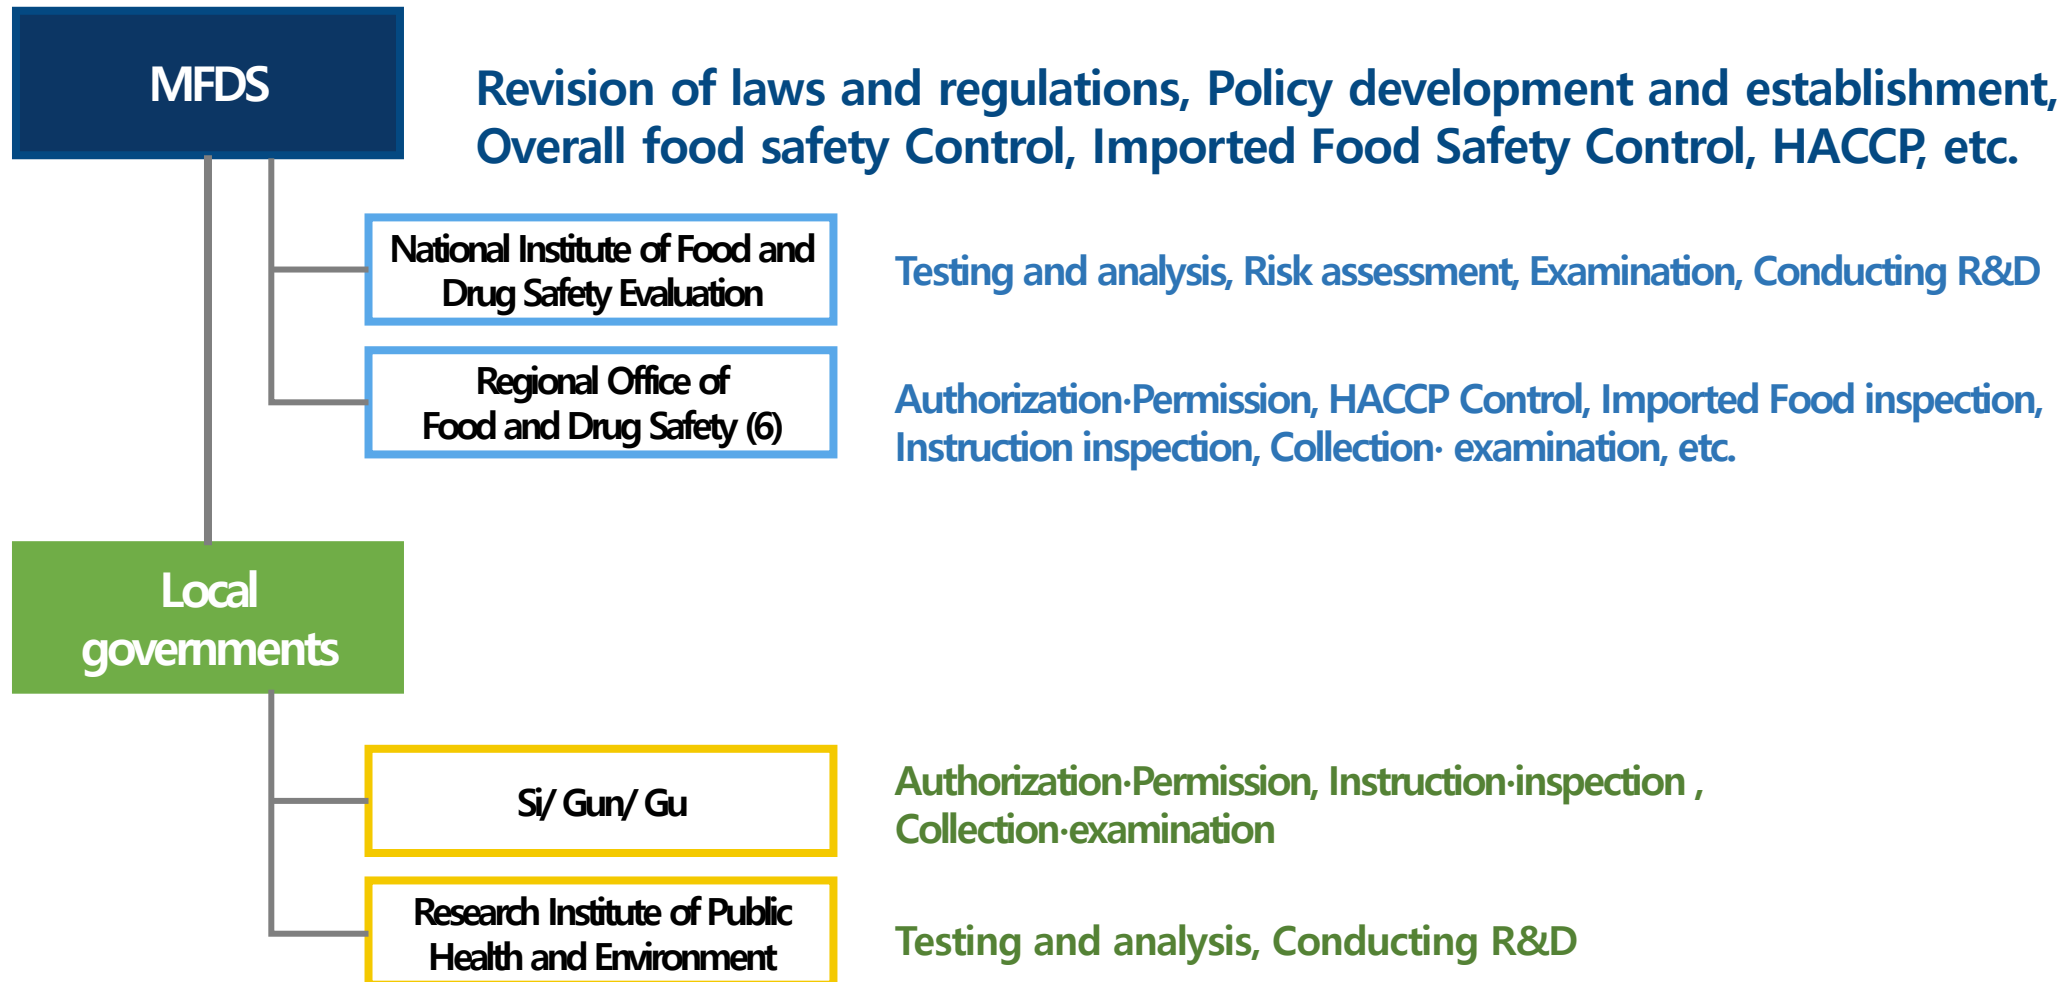 MFDS
Revision of laws and regulations, Policy development and establishment,
Overall food safety Control, Imported Food Safety Control, HACCP, etc.
National Institute of Food and
Drug Safety Evaluation
Testing and analysis, Risk assessment, Examination, Conducting R&D
Regional Office of
Food and Drug Safety (6)
Authorization·Permission, HACCP Control, Imported Food inspection,
Instruction inspection, Collection· examination, etc.
Local
governments
Si/ Gun/ Gu
Authorization·Permission, Instruction·inspection ,
Collection·examination
Research Institute of Public
Health and Environment
Testing and analysis, Conducting R&D